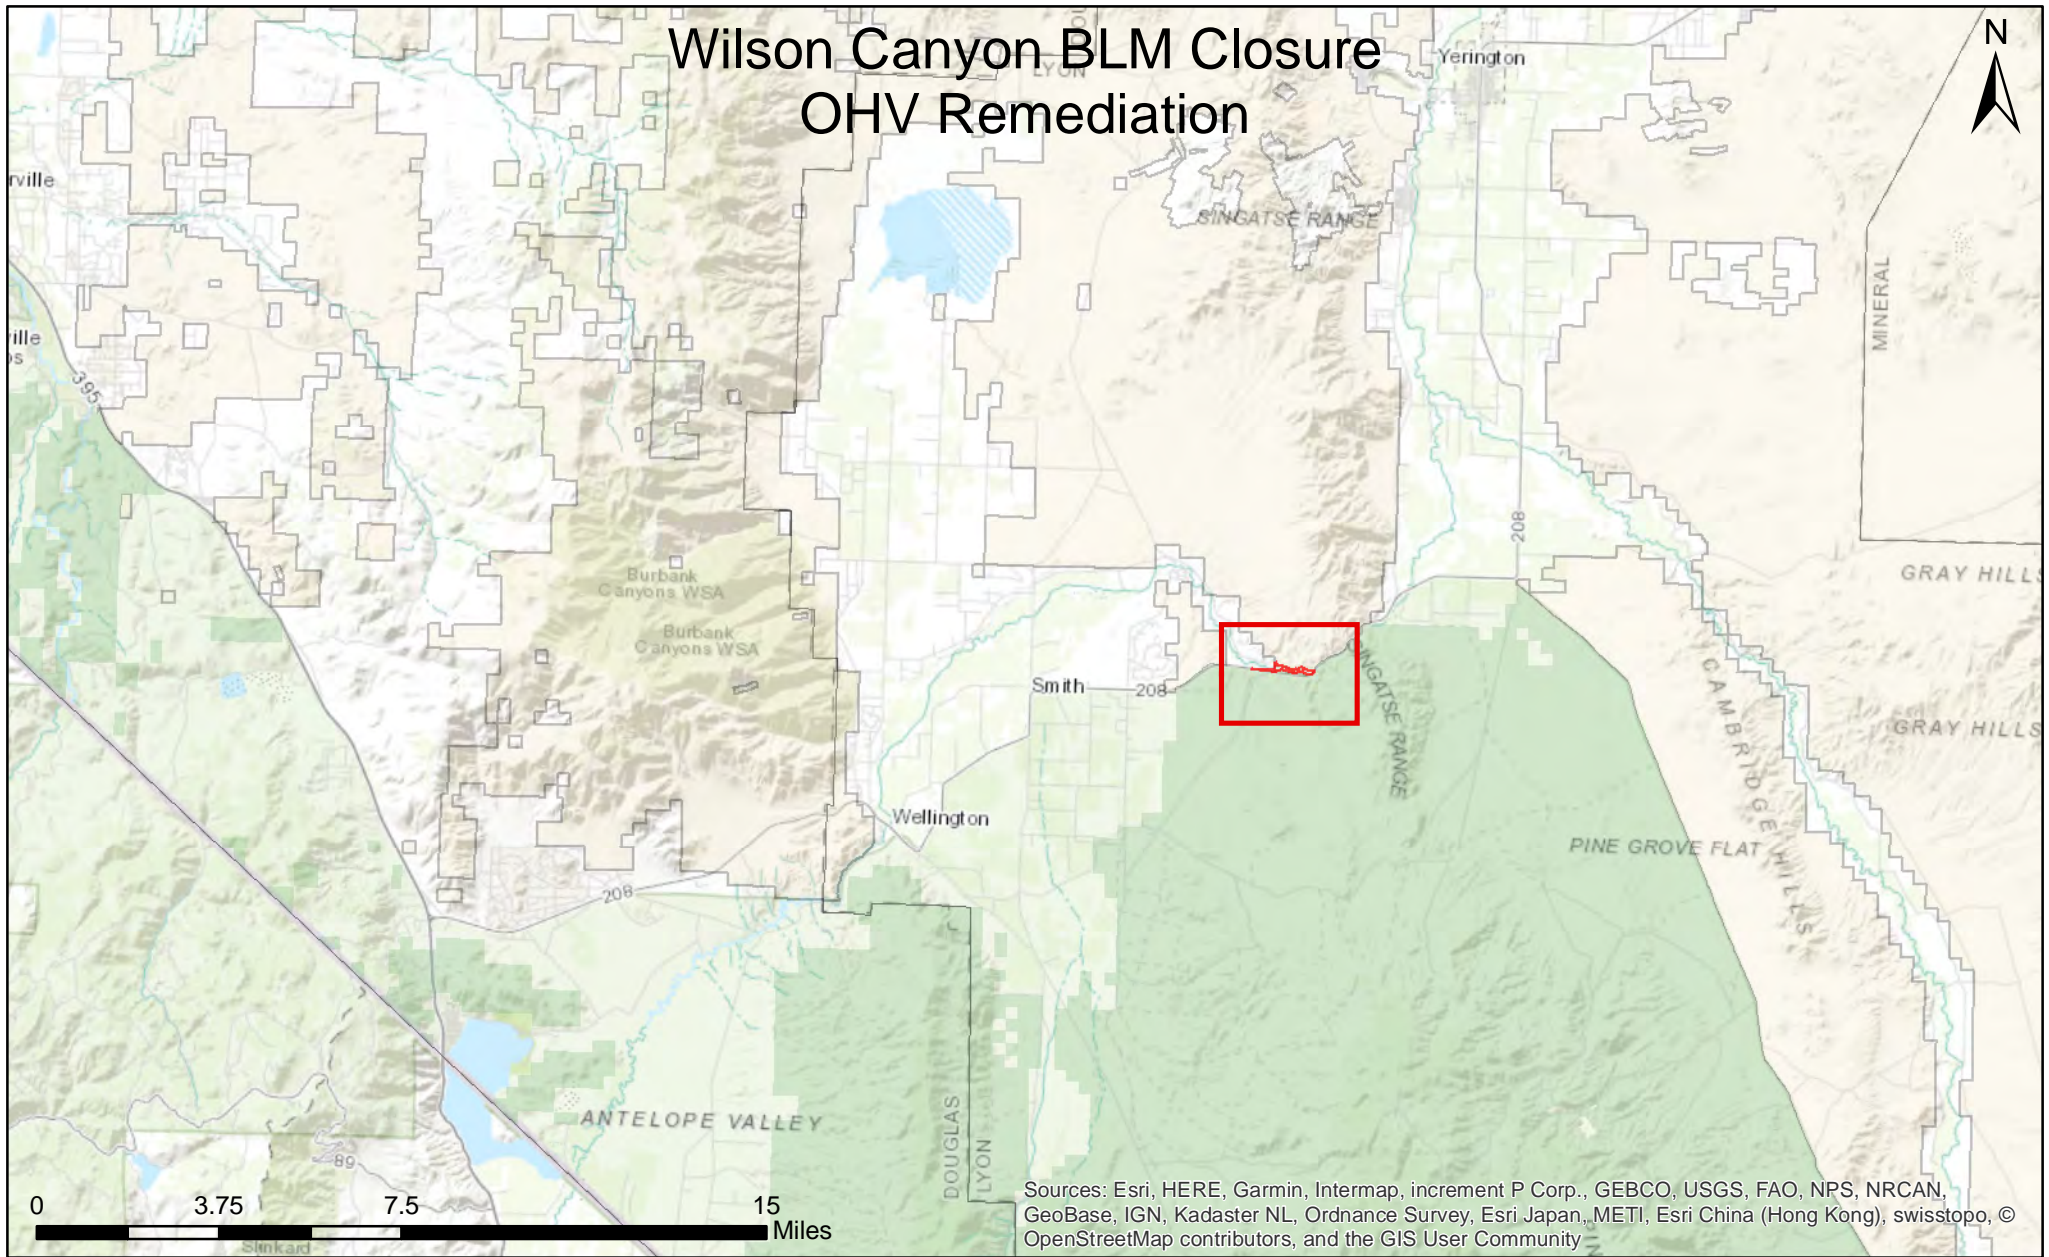 Wilson Canyon BLM Closure
OHV Remediation
N
LYON
Yerington
rville
SINGATSE RANGE
MINERAL
ville
os
395
208
Burbank
Canyons WSA
Burbank
Canyons WSA
GRAY HILLS
Smith
208
SINGATSE RANGE
CAMBRIDGE HILLS
GRAY HILLS
Wellington
PINE GROVE FLAT
208
ANTELOPE VALLEY
DOUGLAS
LYON
89
0 3.75 7.5 15
Miles
Slinkard
Sources: Esri, HERE, Garmin, Intermap, increment P Corp., GEBCO, USGS, FAO, NPS, NRCAN,
GeoBase, IGN, Kadaster NL, Ordnance Survey, Esri Japan, METI, Esri China (Hong Kong), swisstopo, ©
OpenStreetMap contributors, and the GIS User Community